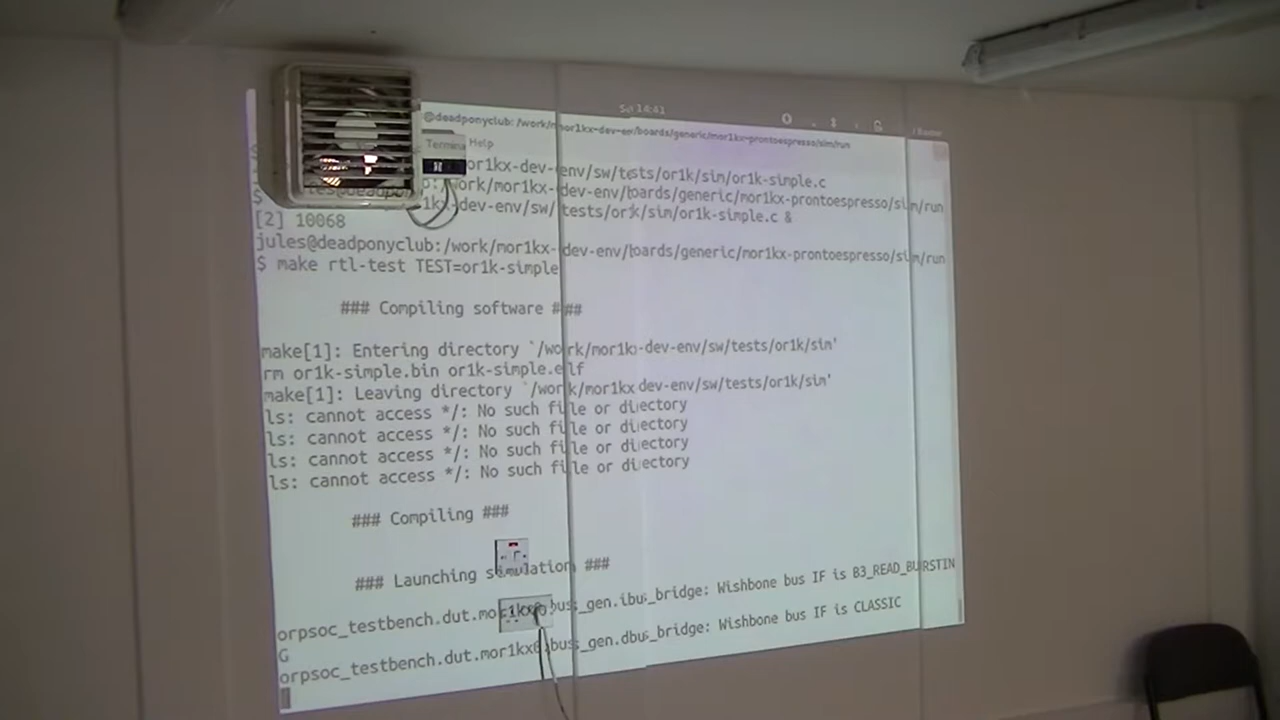 14:41
@deadponyclub: /work/mor1kx-dev-env/boards/generic/mor1kx-prontoespresso/sim/run
Terminal Help
or1kx-dev-env/sw/tests/or1k/sim/or1k-simple.c
$ /work/mor1kx-dev-env/boards/generic/mor1kx-prontoespresso/sim/run
1kx-dev-env/sw/tests/or1k/sim/or1k-simple.c &
[2] 10068
jules@deadponyclub:/work/mor1kx-dev-env/boards/generic/mor1kx-prontoespresso/sim/run
$ make rtl-test TEST=or1k-simple
### Compiling software ###
make[1]: Entering directory `/work/mor1kx-dev-env/sw/tests/or1k/sim'
rm or1k-simple.bin or1k-simple.elf
make[1]: Leaving directory `/work/mor1kx-dev-env/sw/tests/or1k/sim'
ls: cannot access */: No such file or directory
ls: cannot access */: No such file or directory
ls: cannot access */: No such file or directory
ls: cannot access */: No such file or directory
### Compiling ###
### Launching simulation ###
orpsoc_testbench.dut.mor1kx0.bus_gen.ibus_bridge: Wishbone bus IF is B3_READ_BURSTIN
G
orpsoc_testbench.dut.mor1kx0.bus_gen.dbus_bridge: Wishbone bus IF is CLASSIC